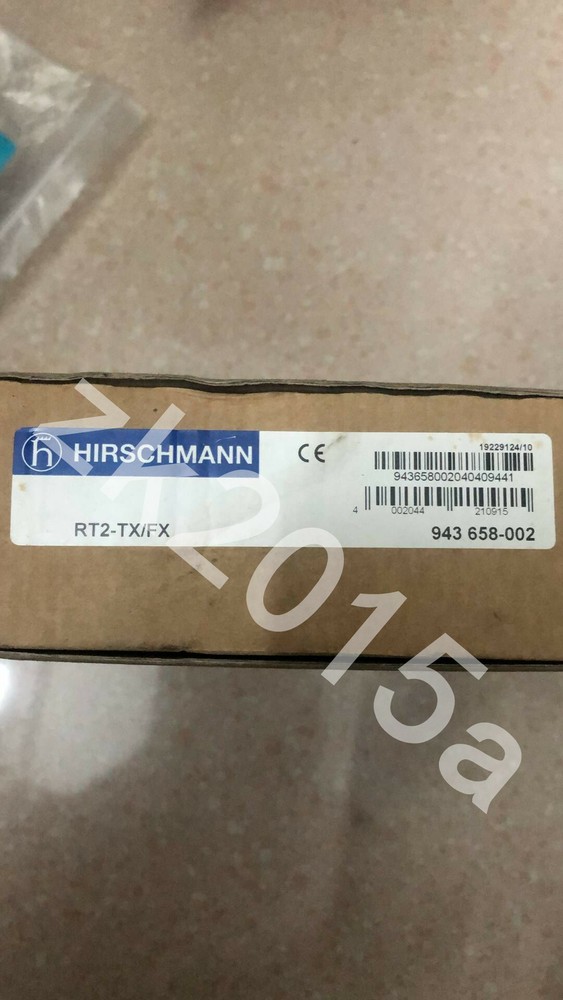 HIRSCHMANN
CE
19229124/10
943658002040409441
4 002044 210915
RT2-TX/FX
943 658-002
zk2015a